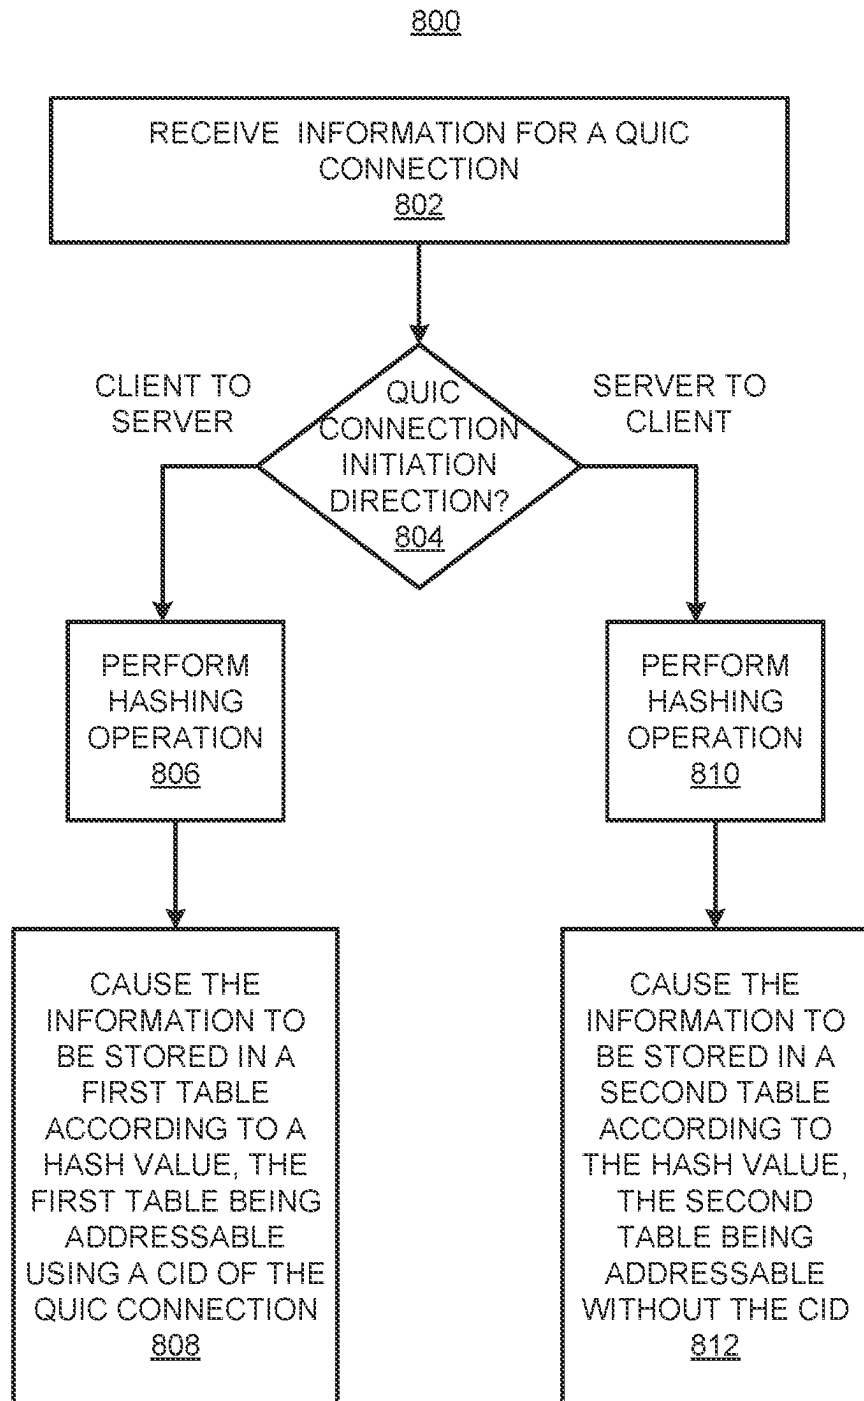 800
RECEIVE INFORMATION FOR A QUIC
CONNECTION
802
CLIENT TO
SERVER
QUIC
CONNECTION
INITIATION
DIRECTION?
804
SERVER TO
CLIENT
PERFORM
HASHING
OPERATION
806
PERFORM
HASHING
OPERATION
810
CAUSE THE
INFORMATION TO
BE STORED IN A
FIRST TABLE
ACCORDING TO A
HASH VALUE, THE
FIRST TABLE BEING
ADDRESSABLE
USING A CID OF THE
QUIC CONNECTION
808
CAUSE THE
INFORMATION TO
BE STORED IN A
SECOND TABLE
ACCORDING TO
THE HASH VALUE,
THE SECOND
TABLE BEING
ADDRESSABLE
WITHOUT THE CID
812